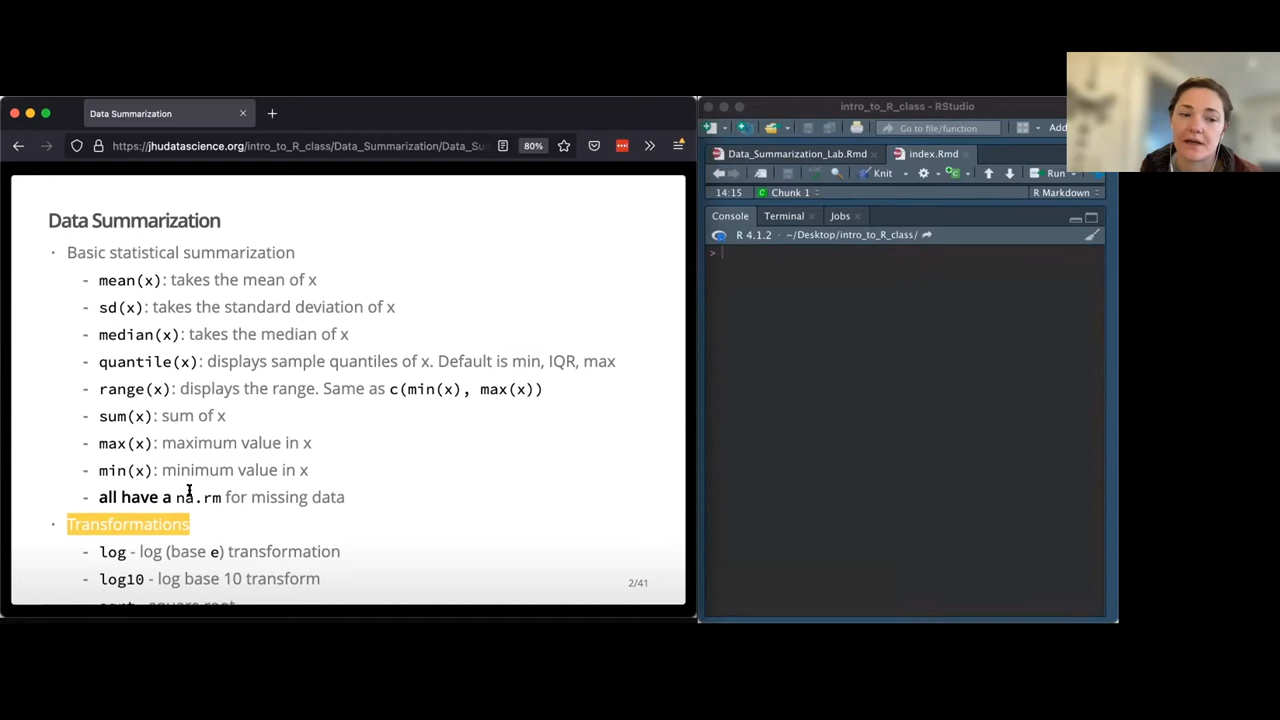 Data Summarization
https://jhudatascience.org/intro_to_R_class/Data_Summarization/Data_Su
80%
Data Summarization
· Basic statistical summarization
- mean(x): takes the mean of x
- sd(x): takes the standard deviation of x
- median(x): takes the median of x
- quantile(x): displays sample quantiles of x. Default is min, IQR, max
- range(x): displays the range. Same as c(min(x), max(x))
- sum(x): sum of x
- max(x): maximum value in x
- min(x): minimum value in x
- all have a na.rm for missing data
· Transformations
- log - log (base e) transformation
- log10 - log base 10 transform
- sqrt - square root
2/41
intro_to_R_class - RStudio
Go to file/function
Add
Data_Summarization_Lab.Rmd
index.Rmd
Knit
Run
14:15
Chunk 1
R Markdown
Console
Terminal
Jobs
R 4.1.2 · ~/Desktop/intro_to_R_class/
>